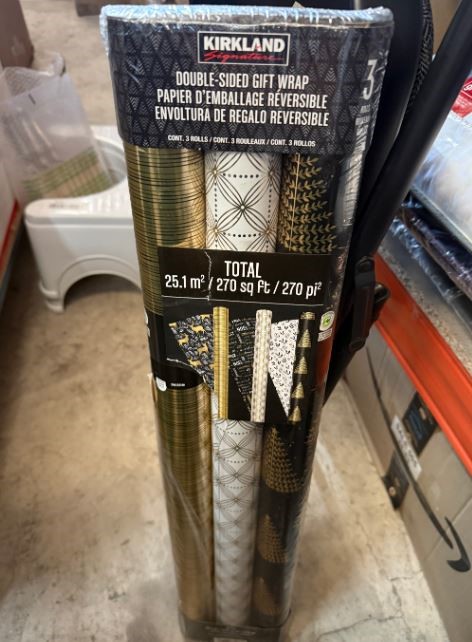 KIRKLAND
Signature
DOUBLE-SIDED GIFT WRAP
PAPIER D'EMBALLAGE RÉVERSIBLE
ENVOLTURA DE REGALO REVERSIBLE
CONT. 3 ROLLS / CONT. 3 ROULEAUX / CONT. 3 ROLLOS
3
TOTAL
25.1 m² / 270 sq ft / 270 pi²